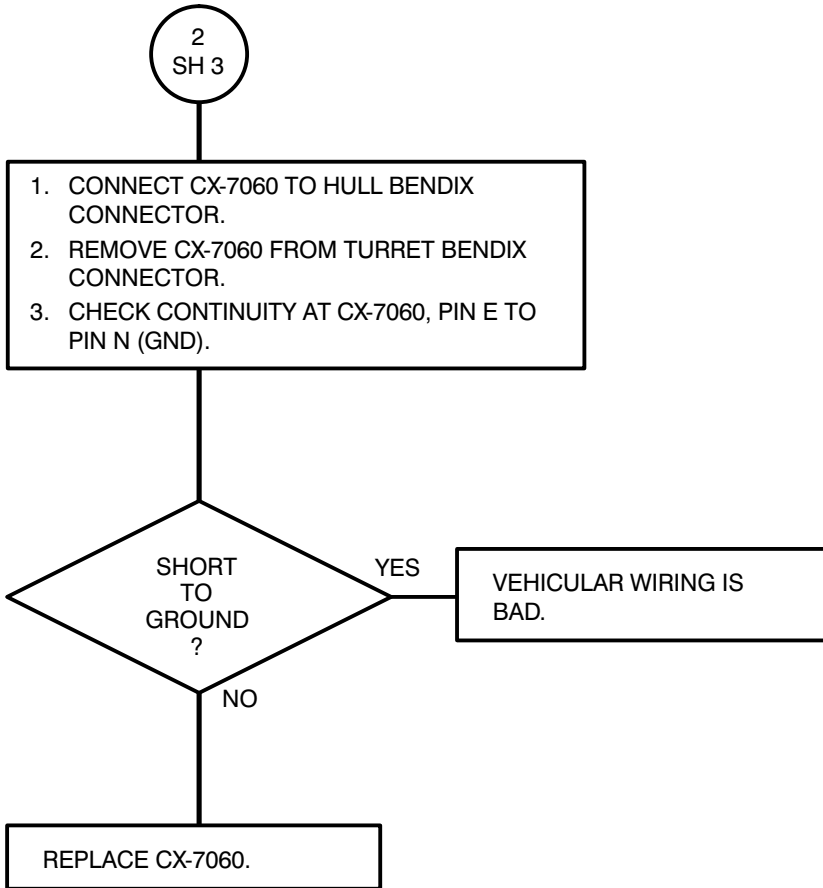 2
SH 3
1. CONNECT CX-7060 TO HULL BENDIX
CONNECTOR.
2. REMOVE CX-7060 FROM TURRET BENDIX
CONNECTOR.
3. CHECK CONTINUITY AT CX-7060, PIN E TO
PIN N (GND).
SHORT
TO
GROUND
?
YES
VEHICULAR WIRING IS
BAD.
NO
REPLACE CX-7060.